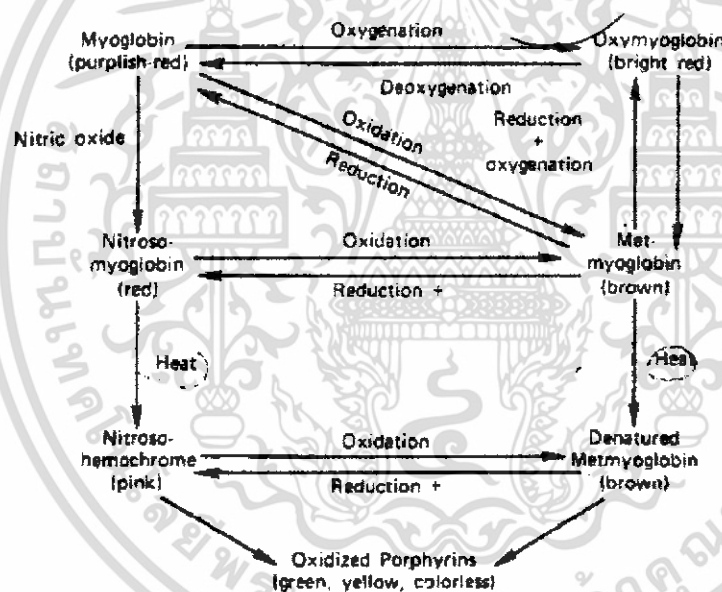 Oxygenation
Myoglobin
(purplish-red)
Oxymyoglobin
(bright red)
Deoxygenation
Nitric oxide
Oxidation
Reduction
Reduction
+
oxygenation
Nitroso-
myoglobin
(red)
Oxidation
Reduction +
Met-
myoglobin
(brown)
Heat
Hea
Nitroso-
hemochrome
(pink)
Oxidation
Reduction +
Denatured
Metmyoglobin
(brown)
Oxidized Porphyrins
(green, yellow, colorless)